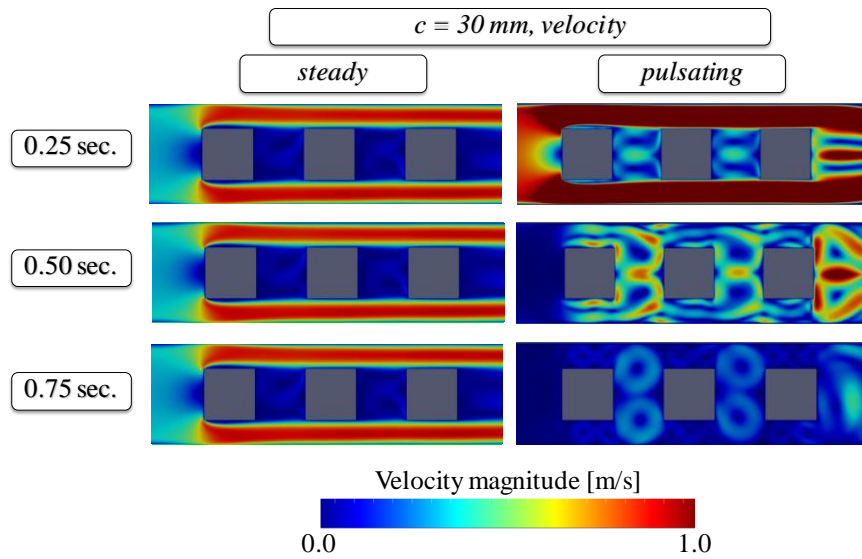 c = 30 mm, velocity
steady
pulsating
0.25 sec.
0.50 sec.
0.75 sec.
Velocity magnitude [m/s]
0.0
1.0